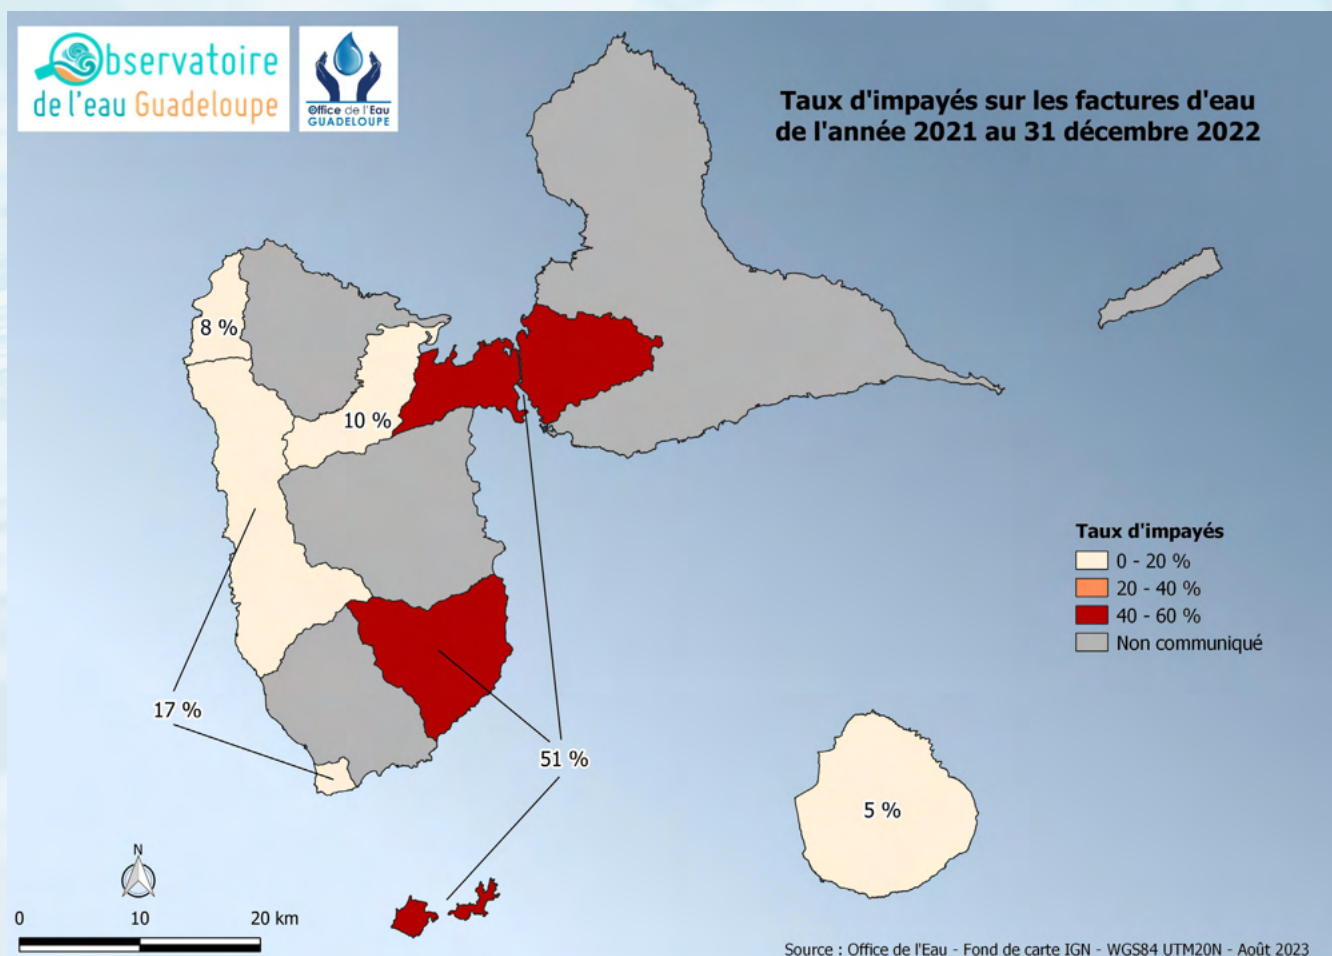 Observatoire
de l'eau Guadeloupe
Office de l'Eau
GUADELOUPE
Taux d'impayés sur les factures d'eau
de l'année 2021 au 31 décembre 2022
8 %
10 %
17 %
51 %
5 %
Taux d'impayés
0 - 20 %
20 - 40 %
40 - 60 %
Non communiqué
N
0 10 20 km
Source : Office de l'Eau - Fond de carte IGN - WGS84 UTM20N - Août 2023